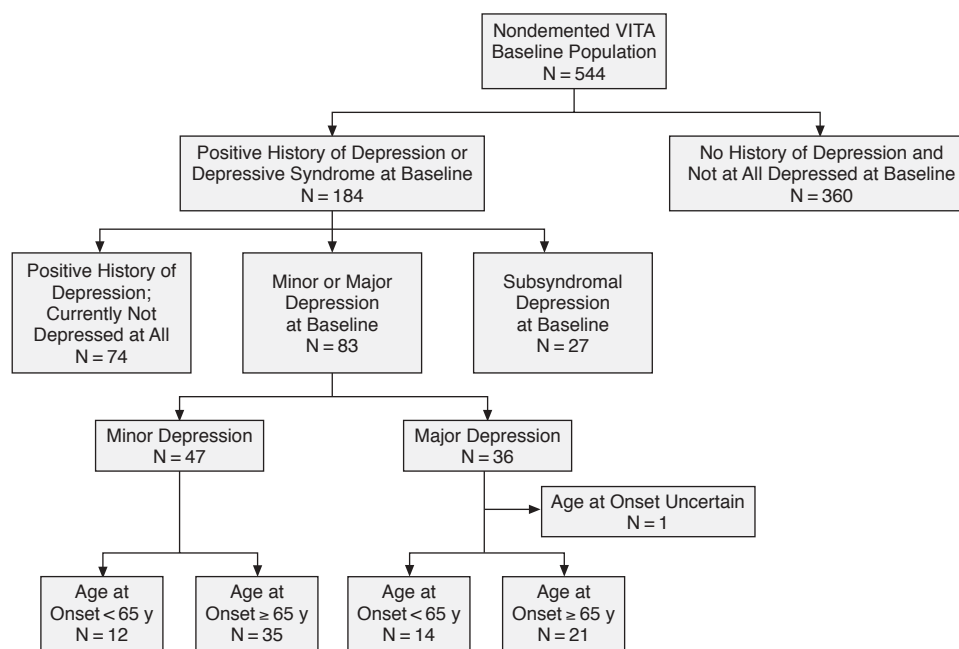 Nondemented VITA
Baseline Population
N = 544
Positive History of Depression or
Depressive Syndrome at Baseline
N = 184
No History of Depression and
Not at All Depressed at Baseline
N = 360
Positive History of
Depression;
Currently Not
Depressed at All
N = 74
Minor or Major
Depression
at Baseline
N = 83
Subsyndromal
Depression
at Baseline
N = 27
Minor Depression
N = 47
Major Depression
N = 36
Age at Onset Uncertain
N = 1
Age at
Onset < 65 y
N = 12
Age at
Onset ≥ 65 y
N = 35
Age at
Onset < 65 y
N = 14
Age at
Onset ≥ 65 y
N = 21